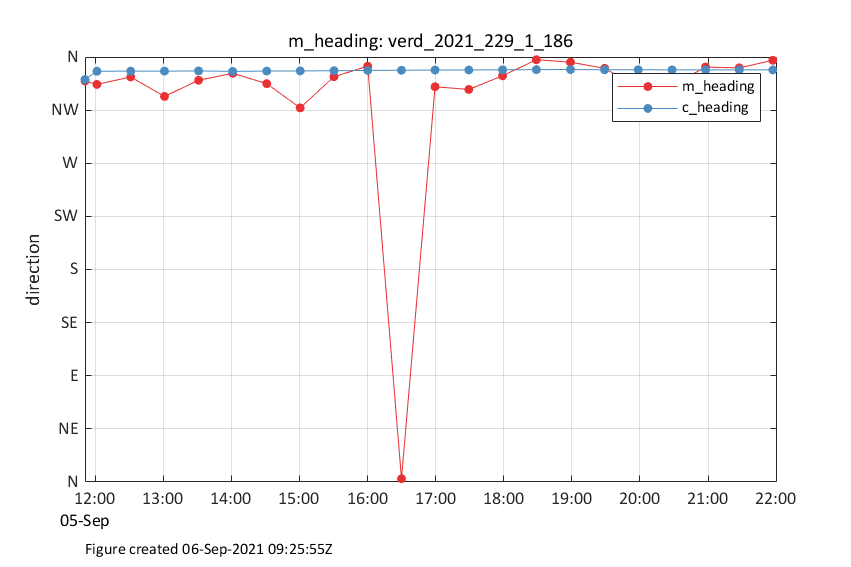 m_heading: verd_2021_229_1_186
N
NW
W
SW
S
SE
E
NE
N
direction
m_heading
c_heading
12:00 13:00 14:00 15:00 16:00 17:00 18:00 19:00 20:00 21:00 22:00
05-Sep
Figure created 06-Sep-2021 09:25:55Z